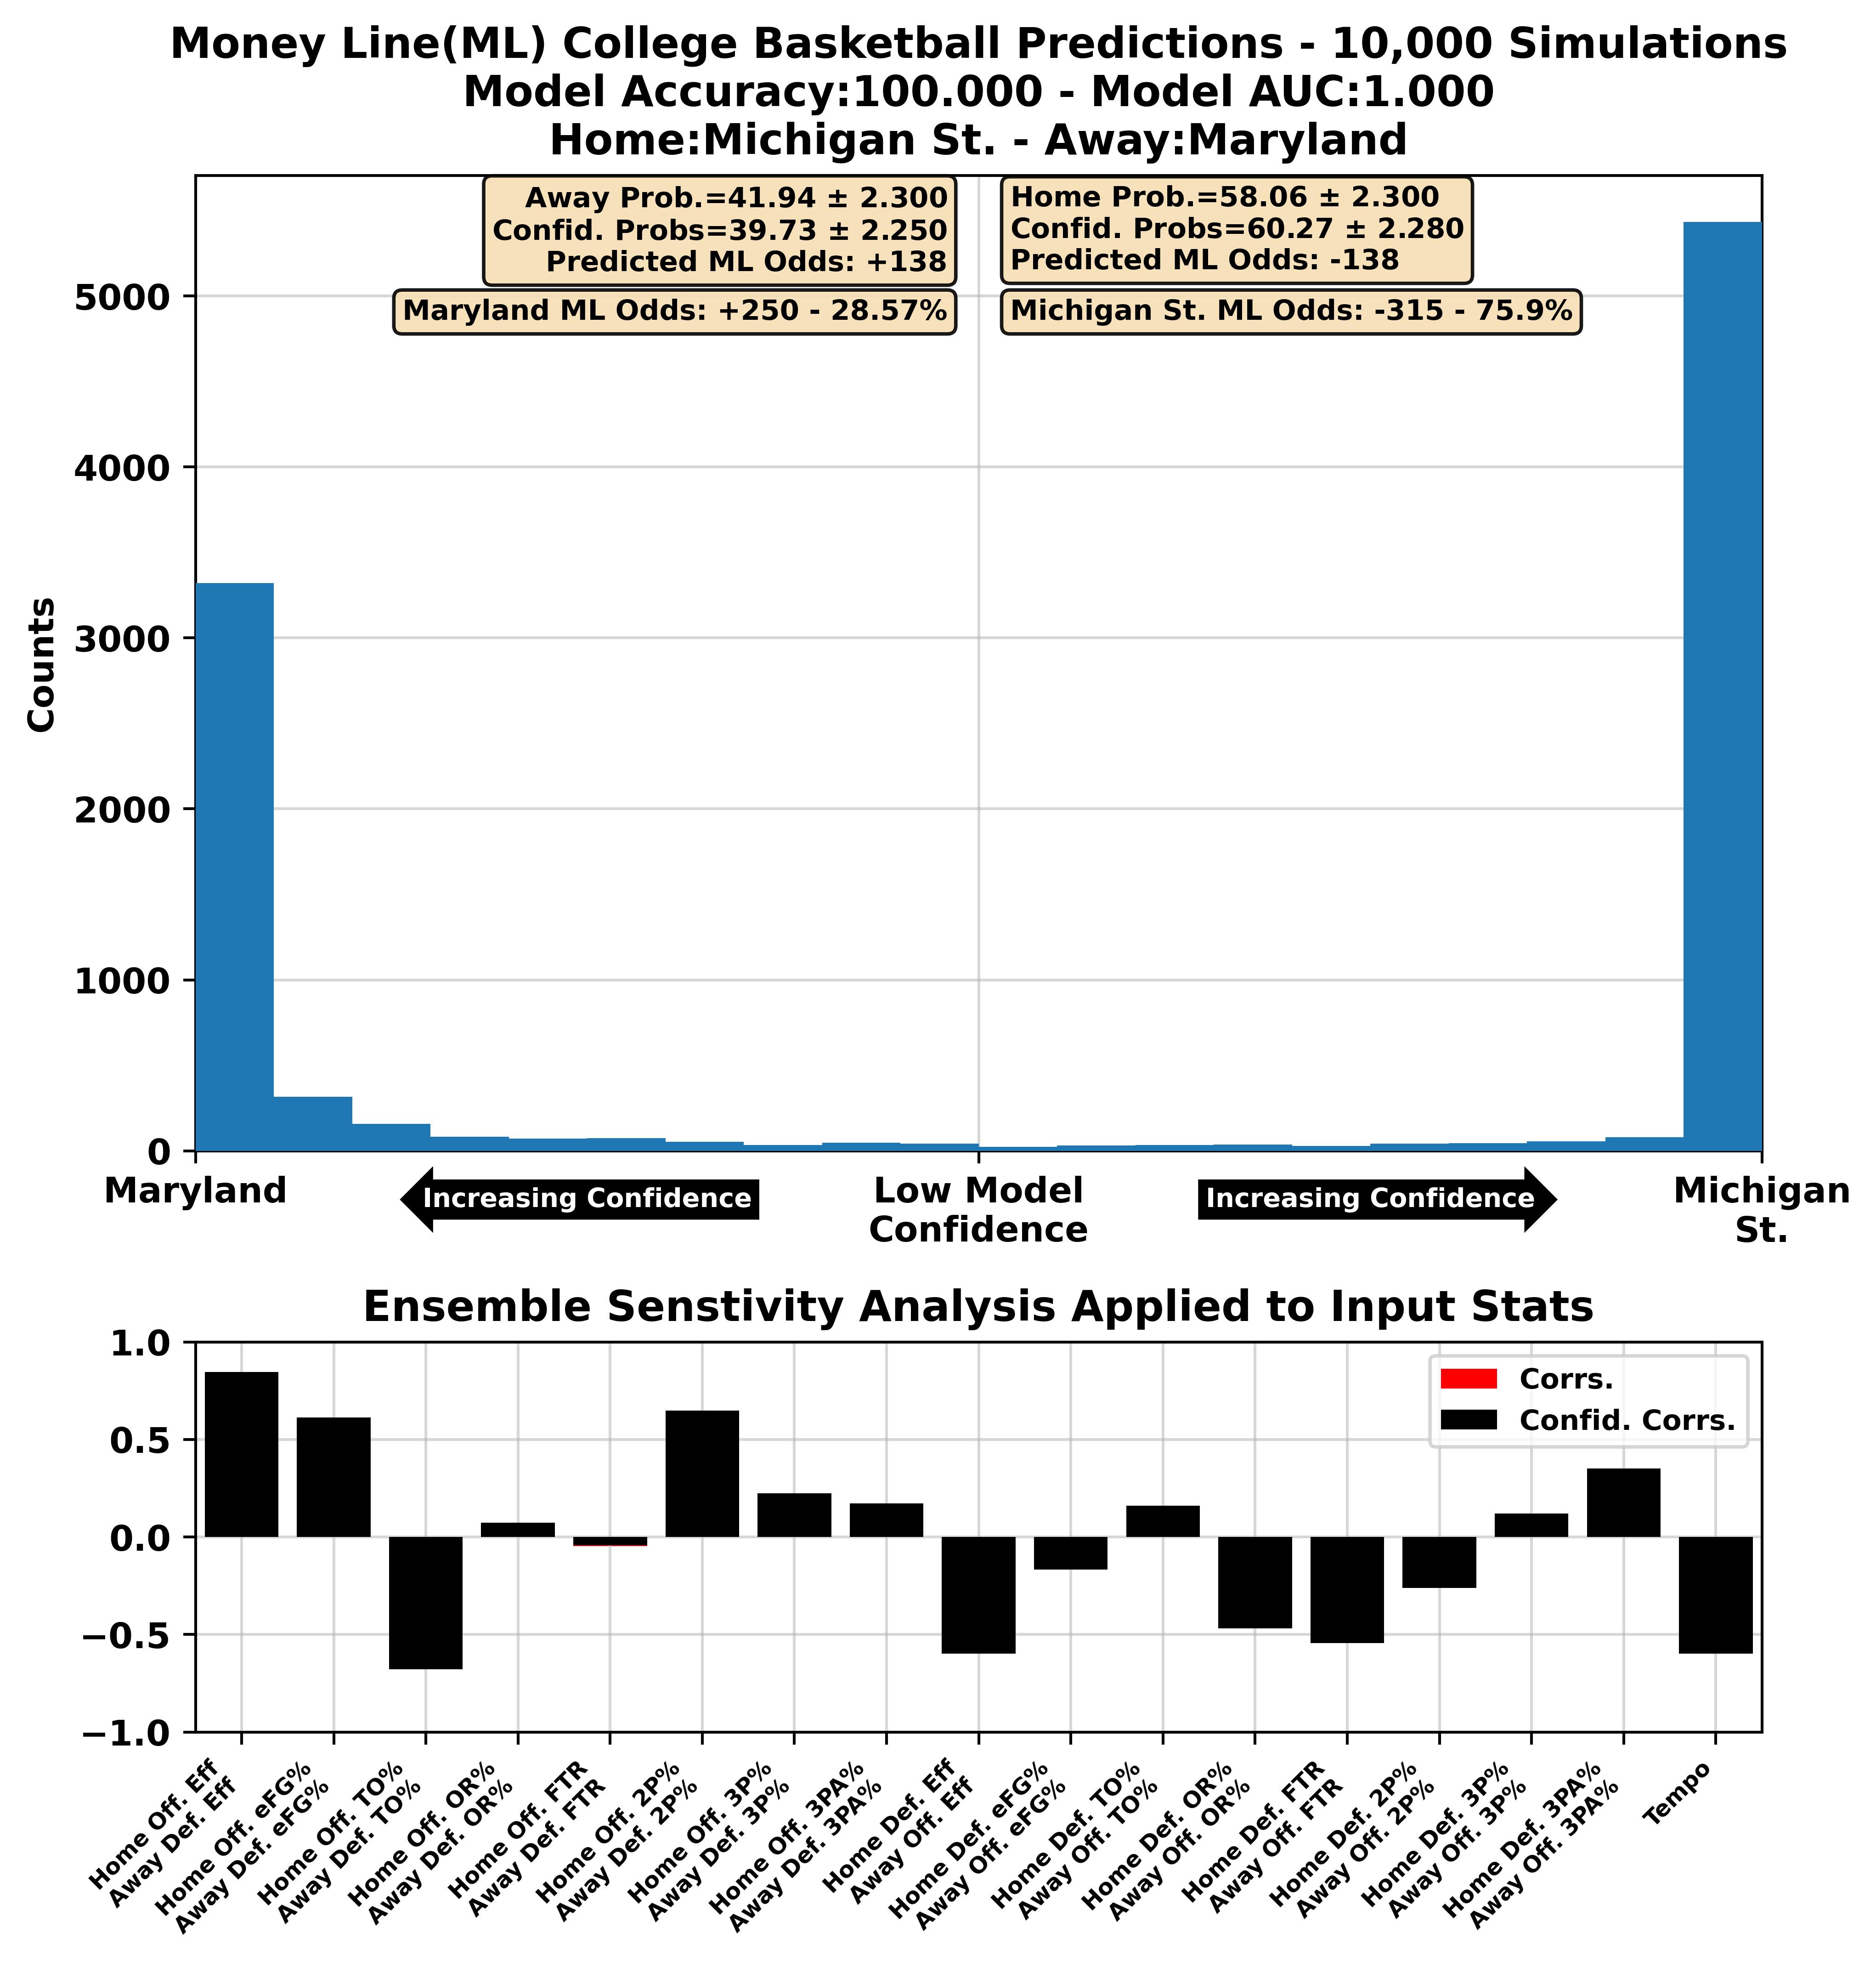 Money Line(ML) College Basketball Predictions - 10,000 Simulations
Model Accuracy:100.000 - Model AUC:1.000
Home:Michigan St. - Away:Maryland
Away Prob.=41.94 ± 2.300
Confid. Probs=39.73 ± 2.250
Predicted ML Odds: +138
Maryland ML Odds: +250 - 28.57%
Home Prob.=58.06 ± 2.300
Confid. Probs=60.27 ± 2.280
Predicted ML Odds: -138
Michigan St. ML Odds: -315 - 75.9%
Counts
5000
4000
3000
2000
1000
0
Maryland
Increasing Confidence
Low Model
Confidence
Increasing Confidence
Michigan
St.
Ensemble Senstivity Analysis Applied to Input Stats
1.0
0.5
0.0
−0.5
−1.0
Corrs.
Confid. Corrs.
Home Off. Eff
Away Def. Eff
Home Off. eFG%
Away Def. eFG%
Home Off. TO%
Away Def. TO%
Home Off. OR%
Away Def. OR%
Home Off. FTR
Away Def. FTR
Home Off. 2P%
Away Def. 2P%
Home Off. 3P%
Away Def. 3P%
Home Off. 3PA%
Away Def. 3PA%
Home Def. Eff
Away Off. Eff
Home Def. eFG%
Away Off. eFG%
Home Def. TO%
Away Off. TO%
Home Def. OR%
Away Off. OR%
Home Def. FTR
Away Off. FTR
Home Def. 2P%
Away Off. 2P%
Home Def. 3P%
Away Off. 3P%
Home Def. 3PA%
Away Off. 3PA%
Tempo